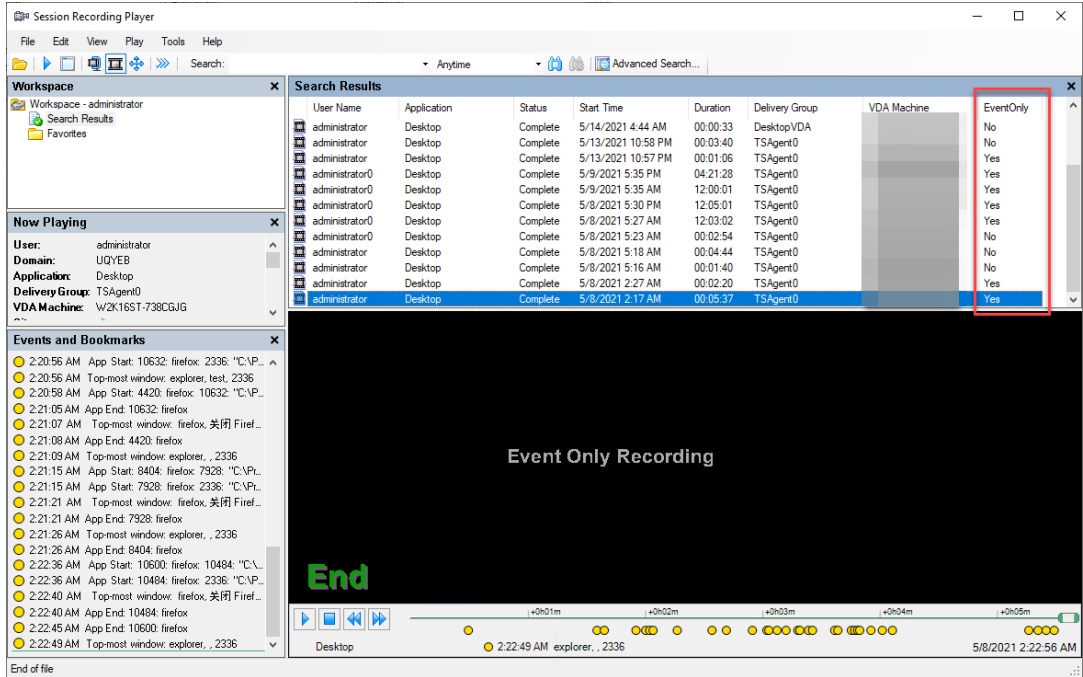 Session Recording Player
File Edit View Play Tools Help
Search: Anytime Advanced Search...
Workspace
Workspace - administrator
Search Results
Favorites
Now Playing
User: administrator
Domain: UQYEB
Application: Desktop
Delivery Group: TSAgent0
VDA Machine: W2K16ST-738CGJG
Events and Bookmarks
2:20:56 AM App Start: 10632: firefox: 2336: "C:\P...
2:20:56 AM Top-most window: explorer, test, 2336
2:20:58 AM App Start: 4420: firefox: 10632: "C:\P...
2:21:05 AM App End: 10632: firefox
2:21:07 AM Top-most window: firefox, 关闭 Firef...
2:21:08 AM App End: 4420: firefox
2:21:09 AM Top-most window: explorer, , 2336
2:21:15 AM App Start: 8404: firefox: 7928: "C:\Pr...
2:21:15 AM App Start: 7928: firefox: 2336: "C:\Pr...
2:21:21 AM Top-most window: firefox, 关闭 Firef...
2:21:21 AM App End: 7928: firefox
2:21:26 AM Top-most window: explorer, , 2336
2:21:26 AM App End: 8404: firefox
2:22:36 AM App Start: 10600: firefox: 10484: "C:\...
2:22:36 AM App Start: 10484: firefox: 2336: "C:\P...
2:22:40 AM Top-most window: firefox, 关闭 Firef...
2:22:40 AM App End: 10484: firefox
2:22:45 AM App End: 10600: firefox
2:22:49 AM Top-most window: explorer, , 2336
Search Results
User Name Application Status Start Time Duration Delivery Group VDA Machine EventOnly
administrator Desktop Complete 5/14/2021 4:44 AM 00:00:33 DesktopVDA No
administrator Desktop Complete 5/13/2021 10:58 PM 00:03:40 TSAgent0 No
administrator Desktop Complete 5/13/2021 10:57 PM 00:01:06 TSAgent0 Yes
administrator0 Desktop Complete 5/9/2021 5:35 PM 04:21:28 TSAgent0 Yes
administrator0 Desktop Complete 5/9/2021 5:35 AM 12:00:01 TSAgent0 Yes
administrator0 Desktop Complete 5/8/2021 5:30 PM 12:05:01 TSAgent0 Yes
administrator0 Desktop Complete 5/8/2021 5:27 AM 12:03:02 TSAgent0 Yes
administrator0 Desktop Complete 5/8/2021 5:23 AM 00:02:54 TSAgent0 No
administrator Desktop Complete 5/8/2021 5:18 AM 00:04:44 TSAgent0 No
administrator Desktop Complete 5/8/2021 5:16 AM 00:01:40 TSAgent0 No
administrator Desktop Complete 5/8/2021 2:27 AM 00:02:20 TSAgent0 Yes
administrator Desktop Complete 5/8/2021 2:17 AM 00:05:37 TSAgent0 Yes
Event Only Recording
End
+0h01m +0h02m +0h03m +0h04m +0h05m
Desktop 2:22:49 AM explorer, , 2336 5/8/2021 2:22:56 AM
End of file